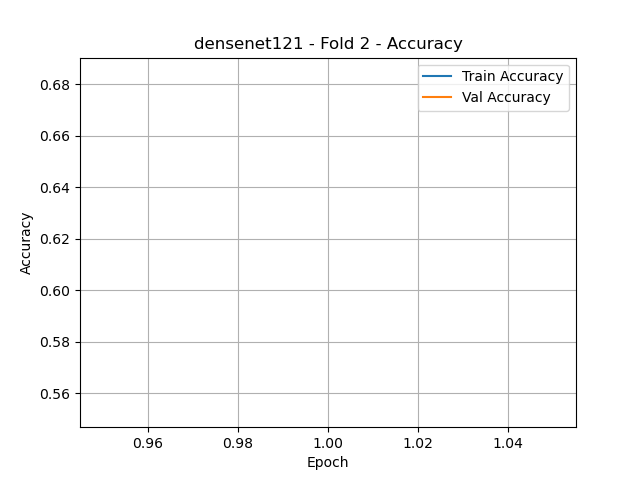 densenet121 - Fold 2 - Accuracy
Train Accuracy
Val Accuracy
0.68
0.66
0.64
0.62
0.60
0.58
0.56
Accuracy
0.96 0.98 1.00 1.02 1.04
Epoch